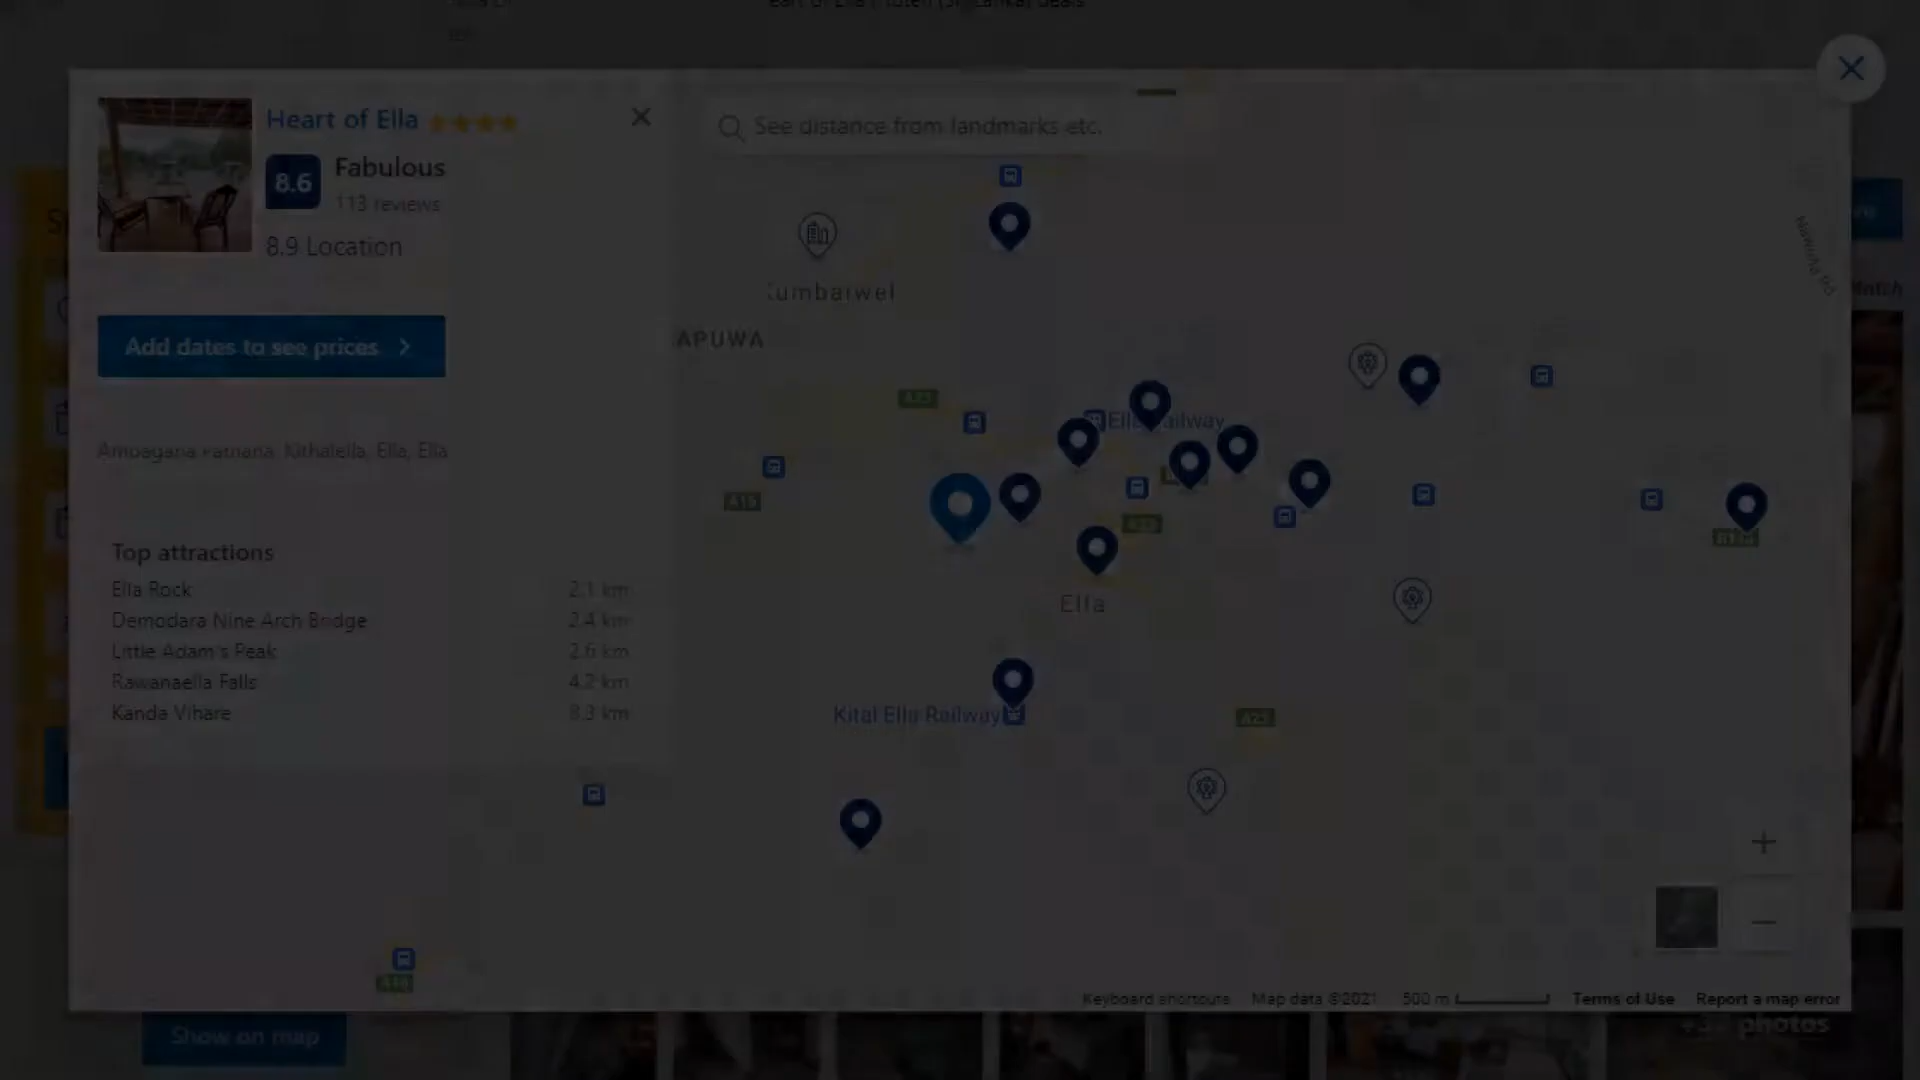 Heart of Ella
8.6
Fabulous
113 reviews
8.9 Location
Add dates to see prices
Kithalella, Ella, Ella
Top attractions
Ella Rock 2.1 km
Demodara Nine Arch Bridge 2.4 km
Little Adam's Peak 2.6 km
Rawanaella Falls 4.2 km
Kanda Vihare 8.3 km
See distance from landmarks etc.
APUWA
A23
Ella Railway
A16
A23
Ella
Kital Ella Railway
A23
Keyboard shortcuts
Map data ©2021
500 m
Terms of Use
Report a map error
Show on map
photos